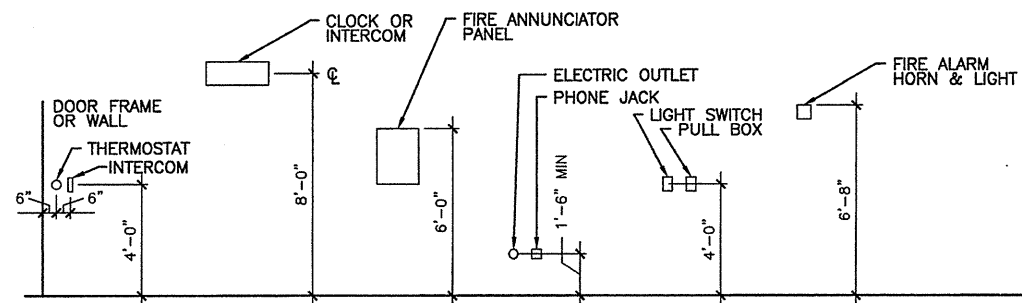 CLOCK OR
INTERCOM
℄
8'-0"
FIRE ANNUNCIATOR
PANEL
6'-0"
DOOR FRAME
OR WALL
THERMOSTAT
INTERCOM
6"
6"
4'-0"
ELECTRIC OUTLET
PHONE JACK
1'-6" MIN
LIGHT SWITCH
PULL BOX
4'-0"
FIRE ALARM
HORN & LIGHT
6'-8"